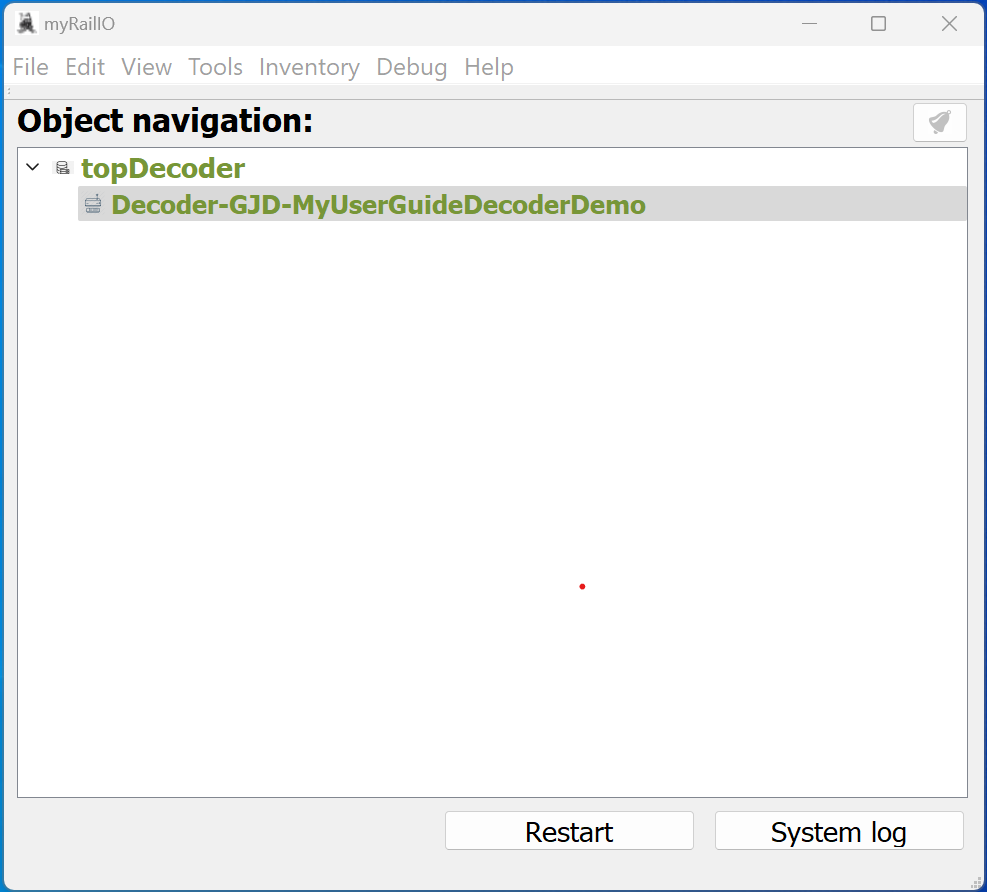 myRailIO
File Edit View Tools Inventory Debug Help
Object navigation:
topDecoder
Decoder-GJD-MyUserGuideDecoderDemo
Restart System log